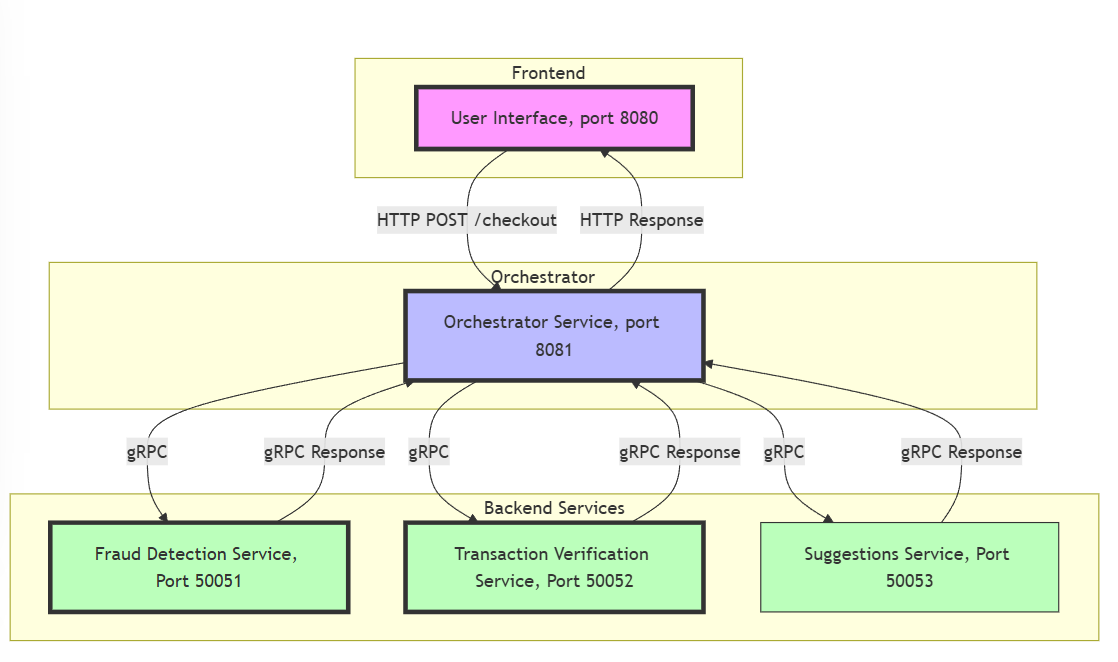 Frontend
User Interface, port 8080
HTTP POST /checkout
HTTP Response
Orchestrator
Orchestrator Service, port
8081
gRPC
gRPC Response
gRPC
gRPC Response
gRPC
gRPC Response
Backend Services
Fraud Detection Service,
Port 50051
Transaction Verification
Service, Port 50052
Suggestions Service, Port
50053